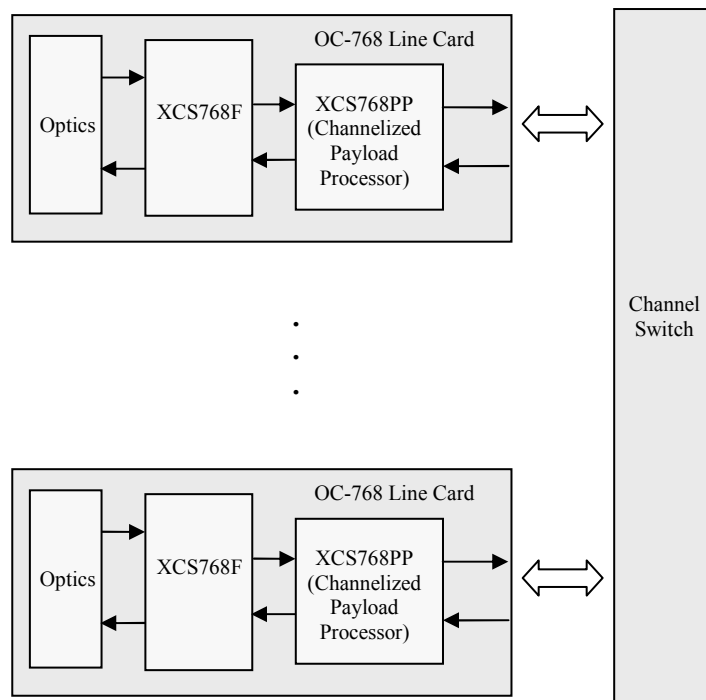 OC-768 Line Card
Optics
XCS768F
XCS768PP
(Channelized
Payload
Processor)
Channel
Switch
OC-768 Line Card
Optics
XCS768F
XCS768PP
(Channelized
Payload
Processor)